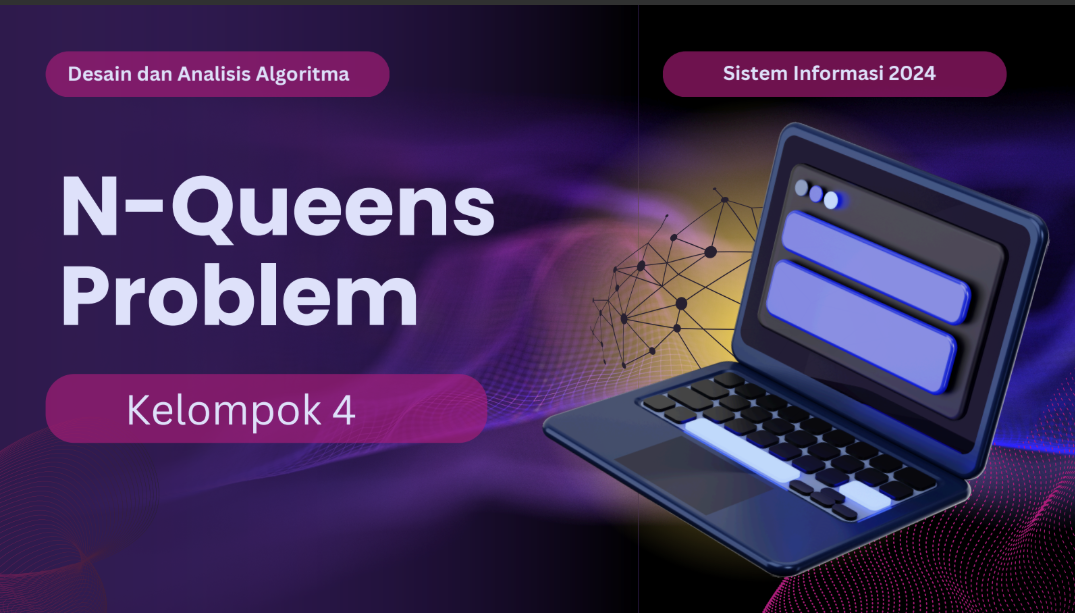 Desain dan Analisis Algoritma
Sistem Informasi 2024
N-Queens
Problem
Kelompok 4